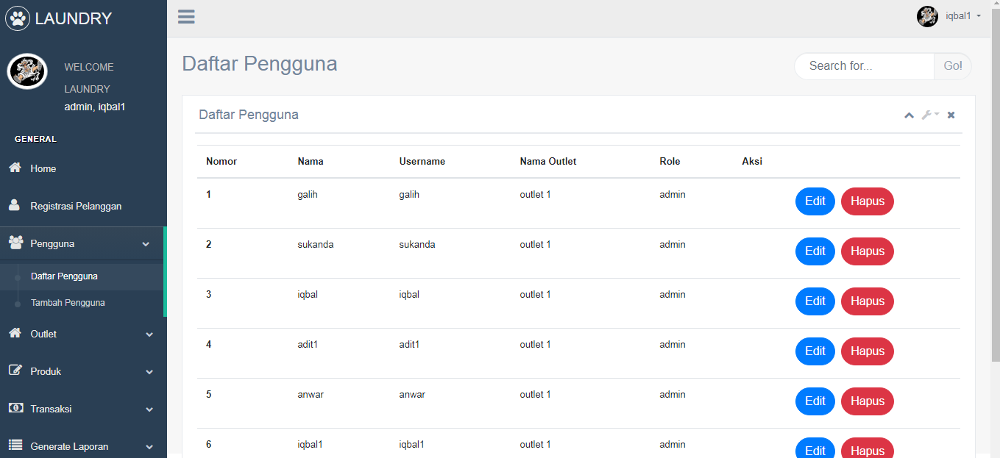 LAUNDRY
iqbal1
WELCOME
LAUNDRY
admin, iqbal1
GENERAL
Home
Registrasi Pelanggan
Pengguna
Daftar Pengguna
Tambah Pengguna
Outlet
Produk
Transaksi
Generate Laporan
Daftar Pengguna
Search for... Go!
Daftar Pengguna
Nomor Nama Username Nama Outlet Role Aksi
1 galih galih outlet 1 admin Edit Hapus
2 sukanda sukanda outlet 1 admin Edit Hapus
3 iqbal iqbal outlet 1 admin Edit Hapus
4 adit1 adit1 outlet 1 admin Edit Hapus
5 anwar anwar outlet 1 admin Edit Hapus
6 iqbal1 iqbal1 outlet 1 admin Edit Hapus